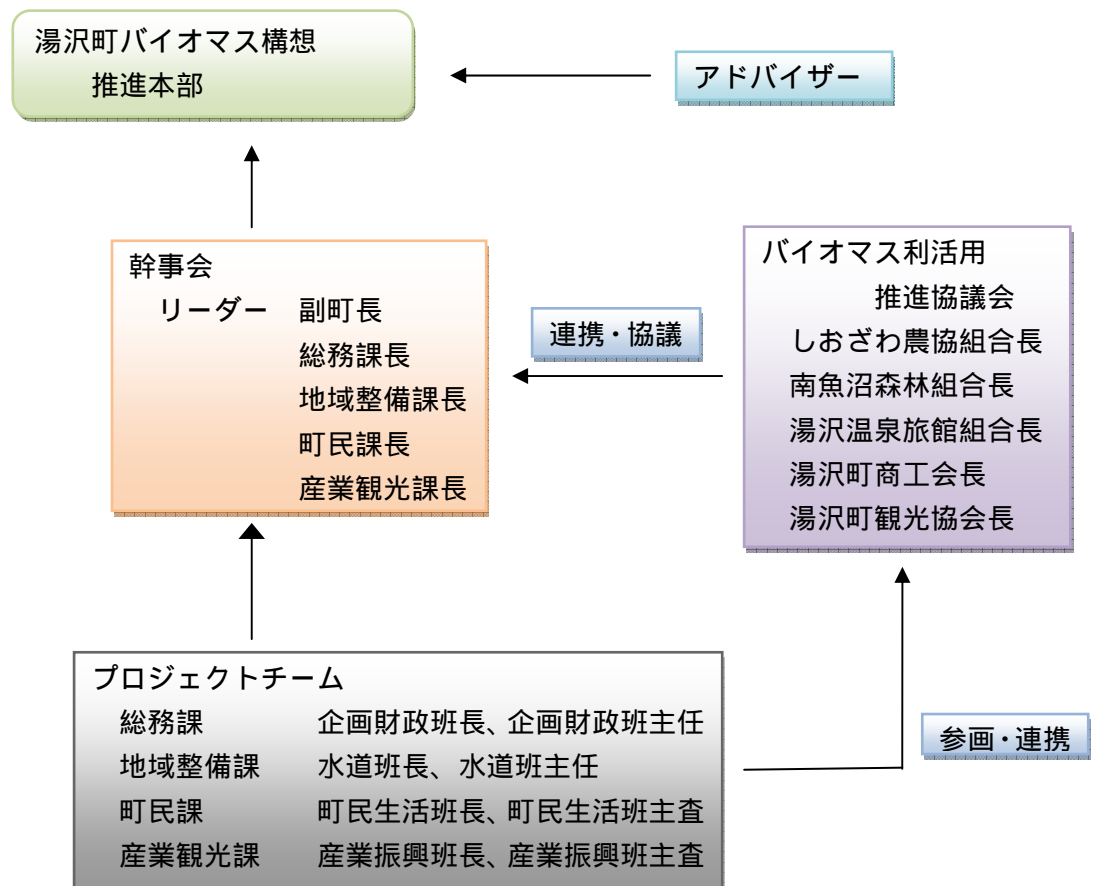 湯沢町バイオマス構想
推進本部
アドバイザー
幹事会
リーダー 副町長
総務課長
地域整備課長
町民課長
産業観光課長
連携・協議
バイオマス利活用
推進協議会
しおざわ農協組合長
南魚沼森林組合長
湯沢温泉旅館組合長
湯沢町商工会長
湯沢町観光協会長
プロジェクトチーム
総務課 企画財政班長、企画財政班主任
地域整備課 水道班長、水道班主任
町民課 町民生活班長、町民生活班主査
産業観光課 産業振興班長、産業振興班主査
参画・連携